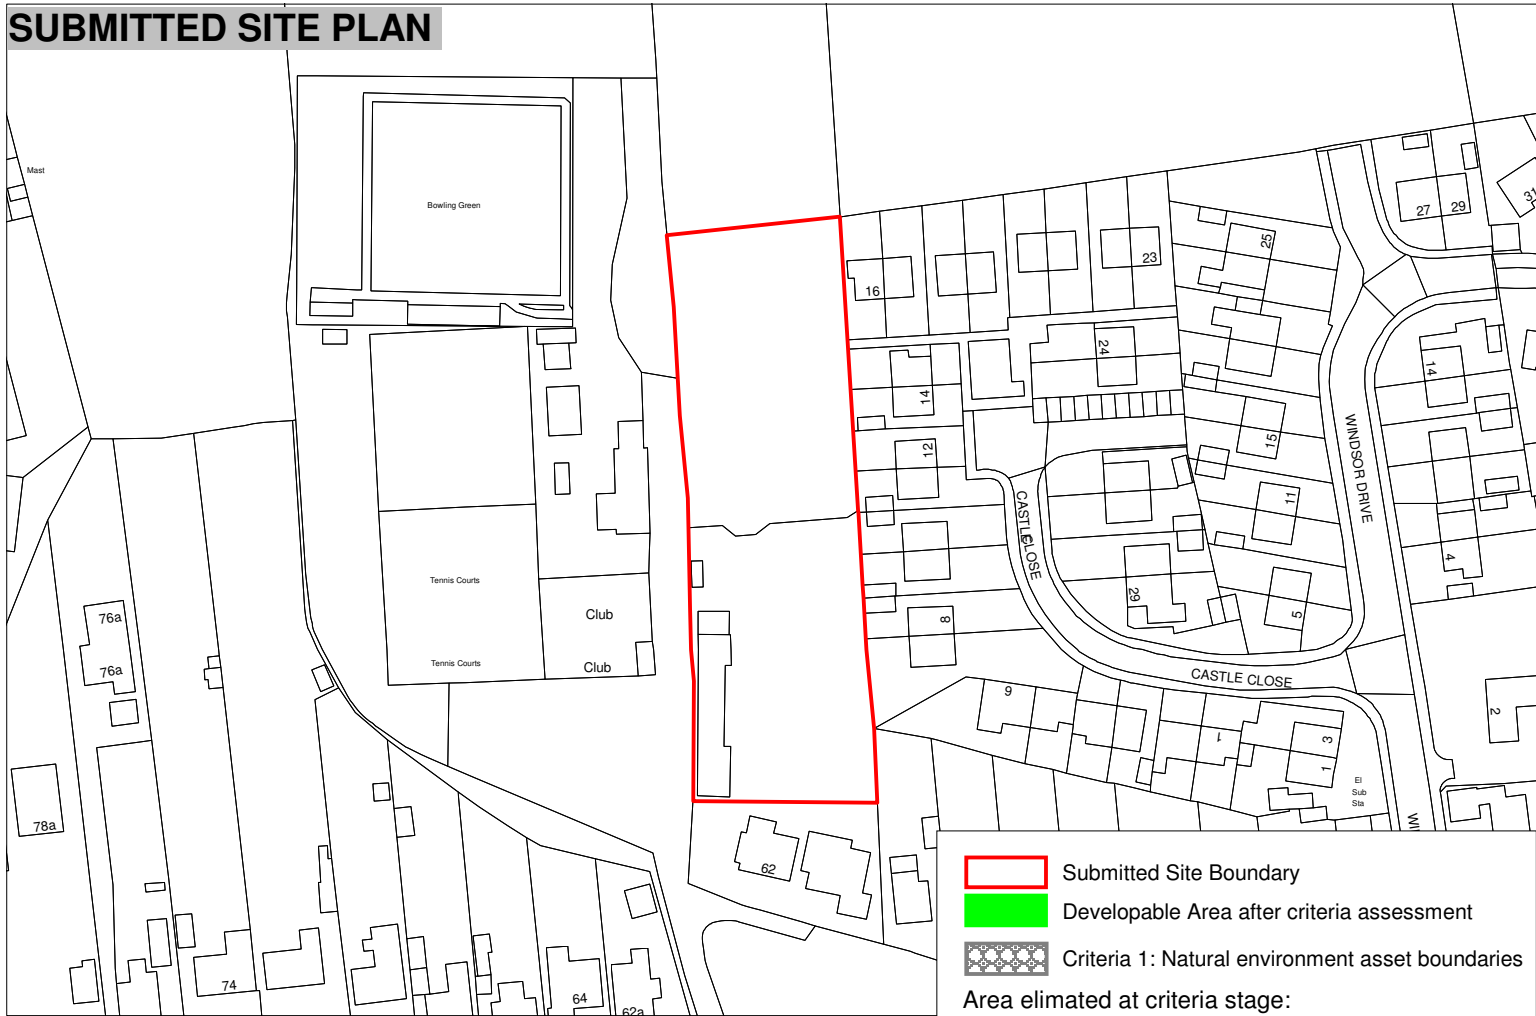 SUBMITTED SITE PLAN
Mast
Bowling Green
27
29
31
25
23
16
24
14
14
12
15
WINDSOR DRIVE
11
CASTLE CLOSE
4
Tennis Courts
29
5
Club
8
76a
76a
Tennis Courts
Club
CASTLE CLOSE
9
1
3
1
2
El
Sub
Sta
78a
WI
62
74
64
62a
Submitted Site Boundary
Developable Area after criteria assessment
Criteria 1: Natural environment asset boundaries
Area elimated at criteria stage: